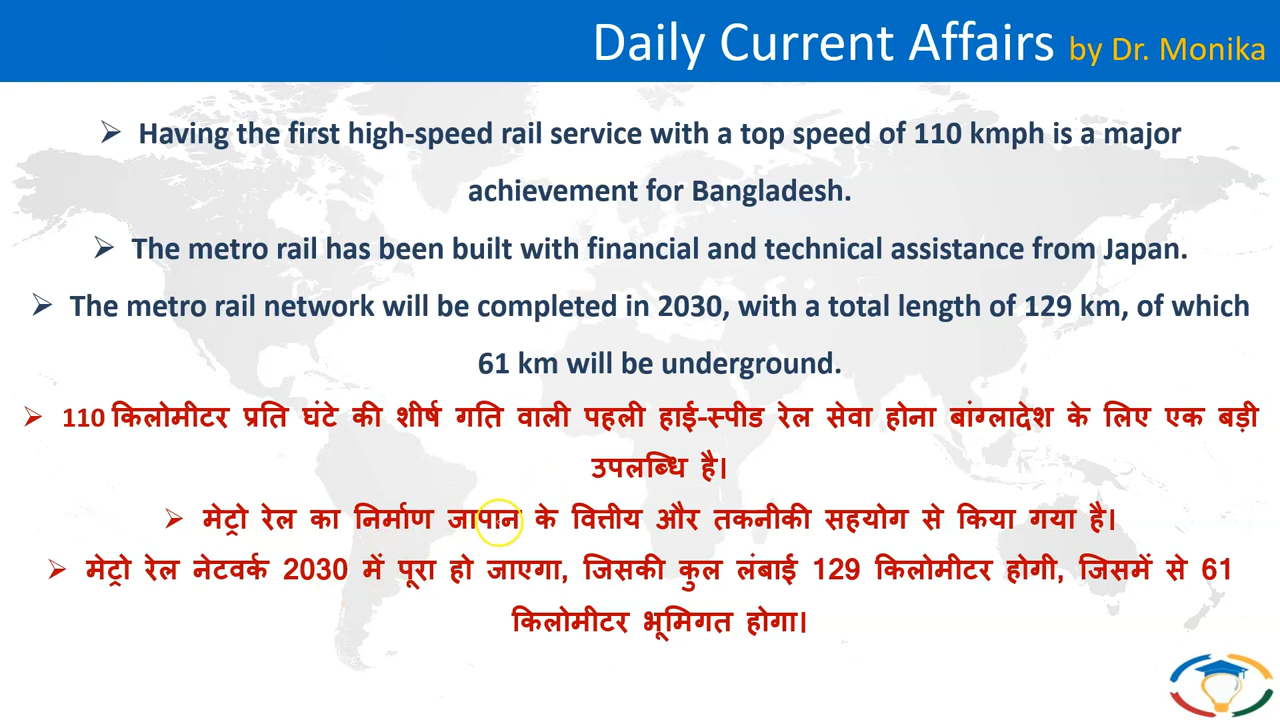 Daily Current Affairs by Dr. Monika
➢ Having the first high-speed rail service with a top speed of 110 kmph is a major
achievement for Bangladesh.
➢ The metro rail has been built with financial and technical assistance from Japan.
➢ The metro rail network will be completed in 2030, with a total length of 129 km, of which
61 km will be underground.
➢ 110 किलोमीटर प्रति घंटे की शीर्ष गति वाली पहली हाई-स्पीड रेल सेवा होना बांग्लादेश के लिए एक बड़ी
उपलब्धि है।
➢ मेट्रो रेल का निर्माण जापान के वित्तीय और तकनीकी सहयोग से किया गया है।
➢ मेट्रो रेल नेटवर्क 2030 में पूरा हो जाएगा, जिसकी कुल लंबाई 129 किलोमीटर होगी, जिसमें से 61
किलोमीटर भूमिगत होगा।